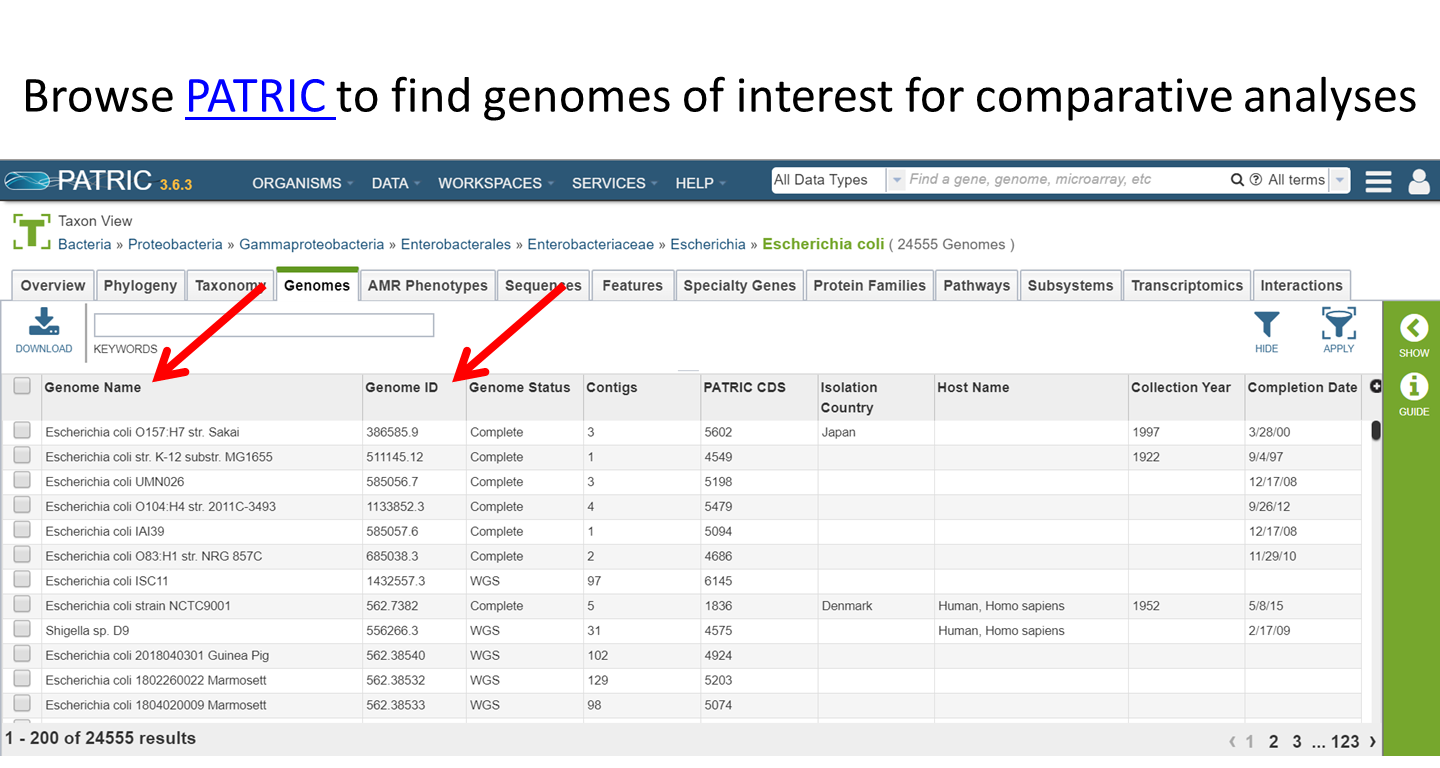 Browse PATRIC to find genomes of interest for comparative analyses
PATRIC 3.6.3 ORGANISMS DATA WORKSPACES SERVICES HELP All Data Types Find a gene, genome, microarray, etc All terms
T Taxon View
Bacteria » Proteobacteria » Gammaproteobacteria » Enterobacterales » Enterobacteriaceae » Escherichia » Escherichia coli ( 24555 Genomes )
Overview Phylogeny Taxonomy Genomes AMR Phenotypes Sequences Features Specialty Genes Protein Families Pathways Subsystems Transcriptomics Interactions
DOWNLOAD KEYWORDS HIDE APPLY SHOW
GUIDE
Genome Name Genome ID Genome Status Contigs PATRIC CDS Isolation Country Host Name Collection Year Completion Date
Escherichia coli O157:H7 str. Sakai 386585.9 Complete 3 5602 Japan 1997 3/28/00
Escherichia coli str. K-12 substr. MG1655 511145.12 Complete 1 4549 1922 9/4/97
Escherichia coli UMN026 585056.7 Complete 3 5198 12/17/08
Escherichia coli O104:H4 str. 2011C-3493 1133852.3 Complete 4 5479 9/26/12
Escherichia coli IAI39 585057.6 Complete 1 5094 12/17/08
Escherichia coli O83:H1 str. NRG 857C 685038.3 Complete 2 4686 11/29/10
Escherichia coli ISC11 1432557.3 WGS 97 6145
Escherichia coli strain NCTC9001 562.7382 Complete 5 1836 Denmark Human, Homo sapiens 1952 5/8/15
Shigella sp. D9 556266.3 WGS 31 4575 Human, Homo sapiens 2/17/09
Escherichia coli 2018040301 Guinea Pig 562.38540 WGS 102 4924
Escherichia coli 1802260022 Marmosett 562.38532 WGS 129 5203
Escherichia coli 1804020009 Marmosett 562.38533 WGS 98 5074
1 - 200 of 24555 results ‹ 1 2 3 ... 123 ›